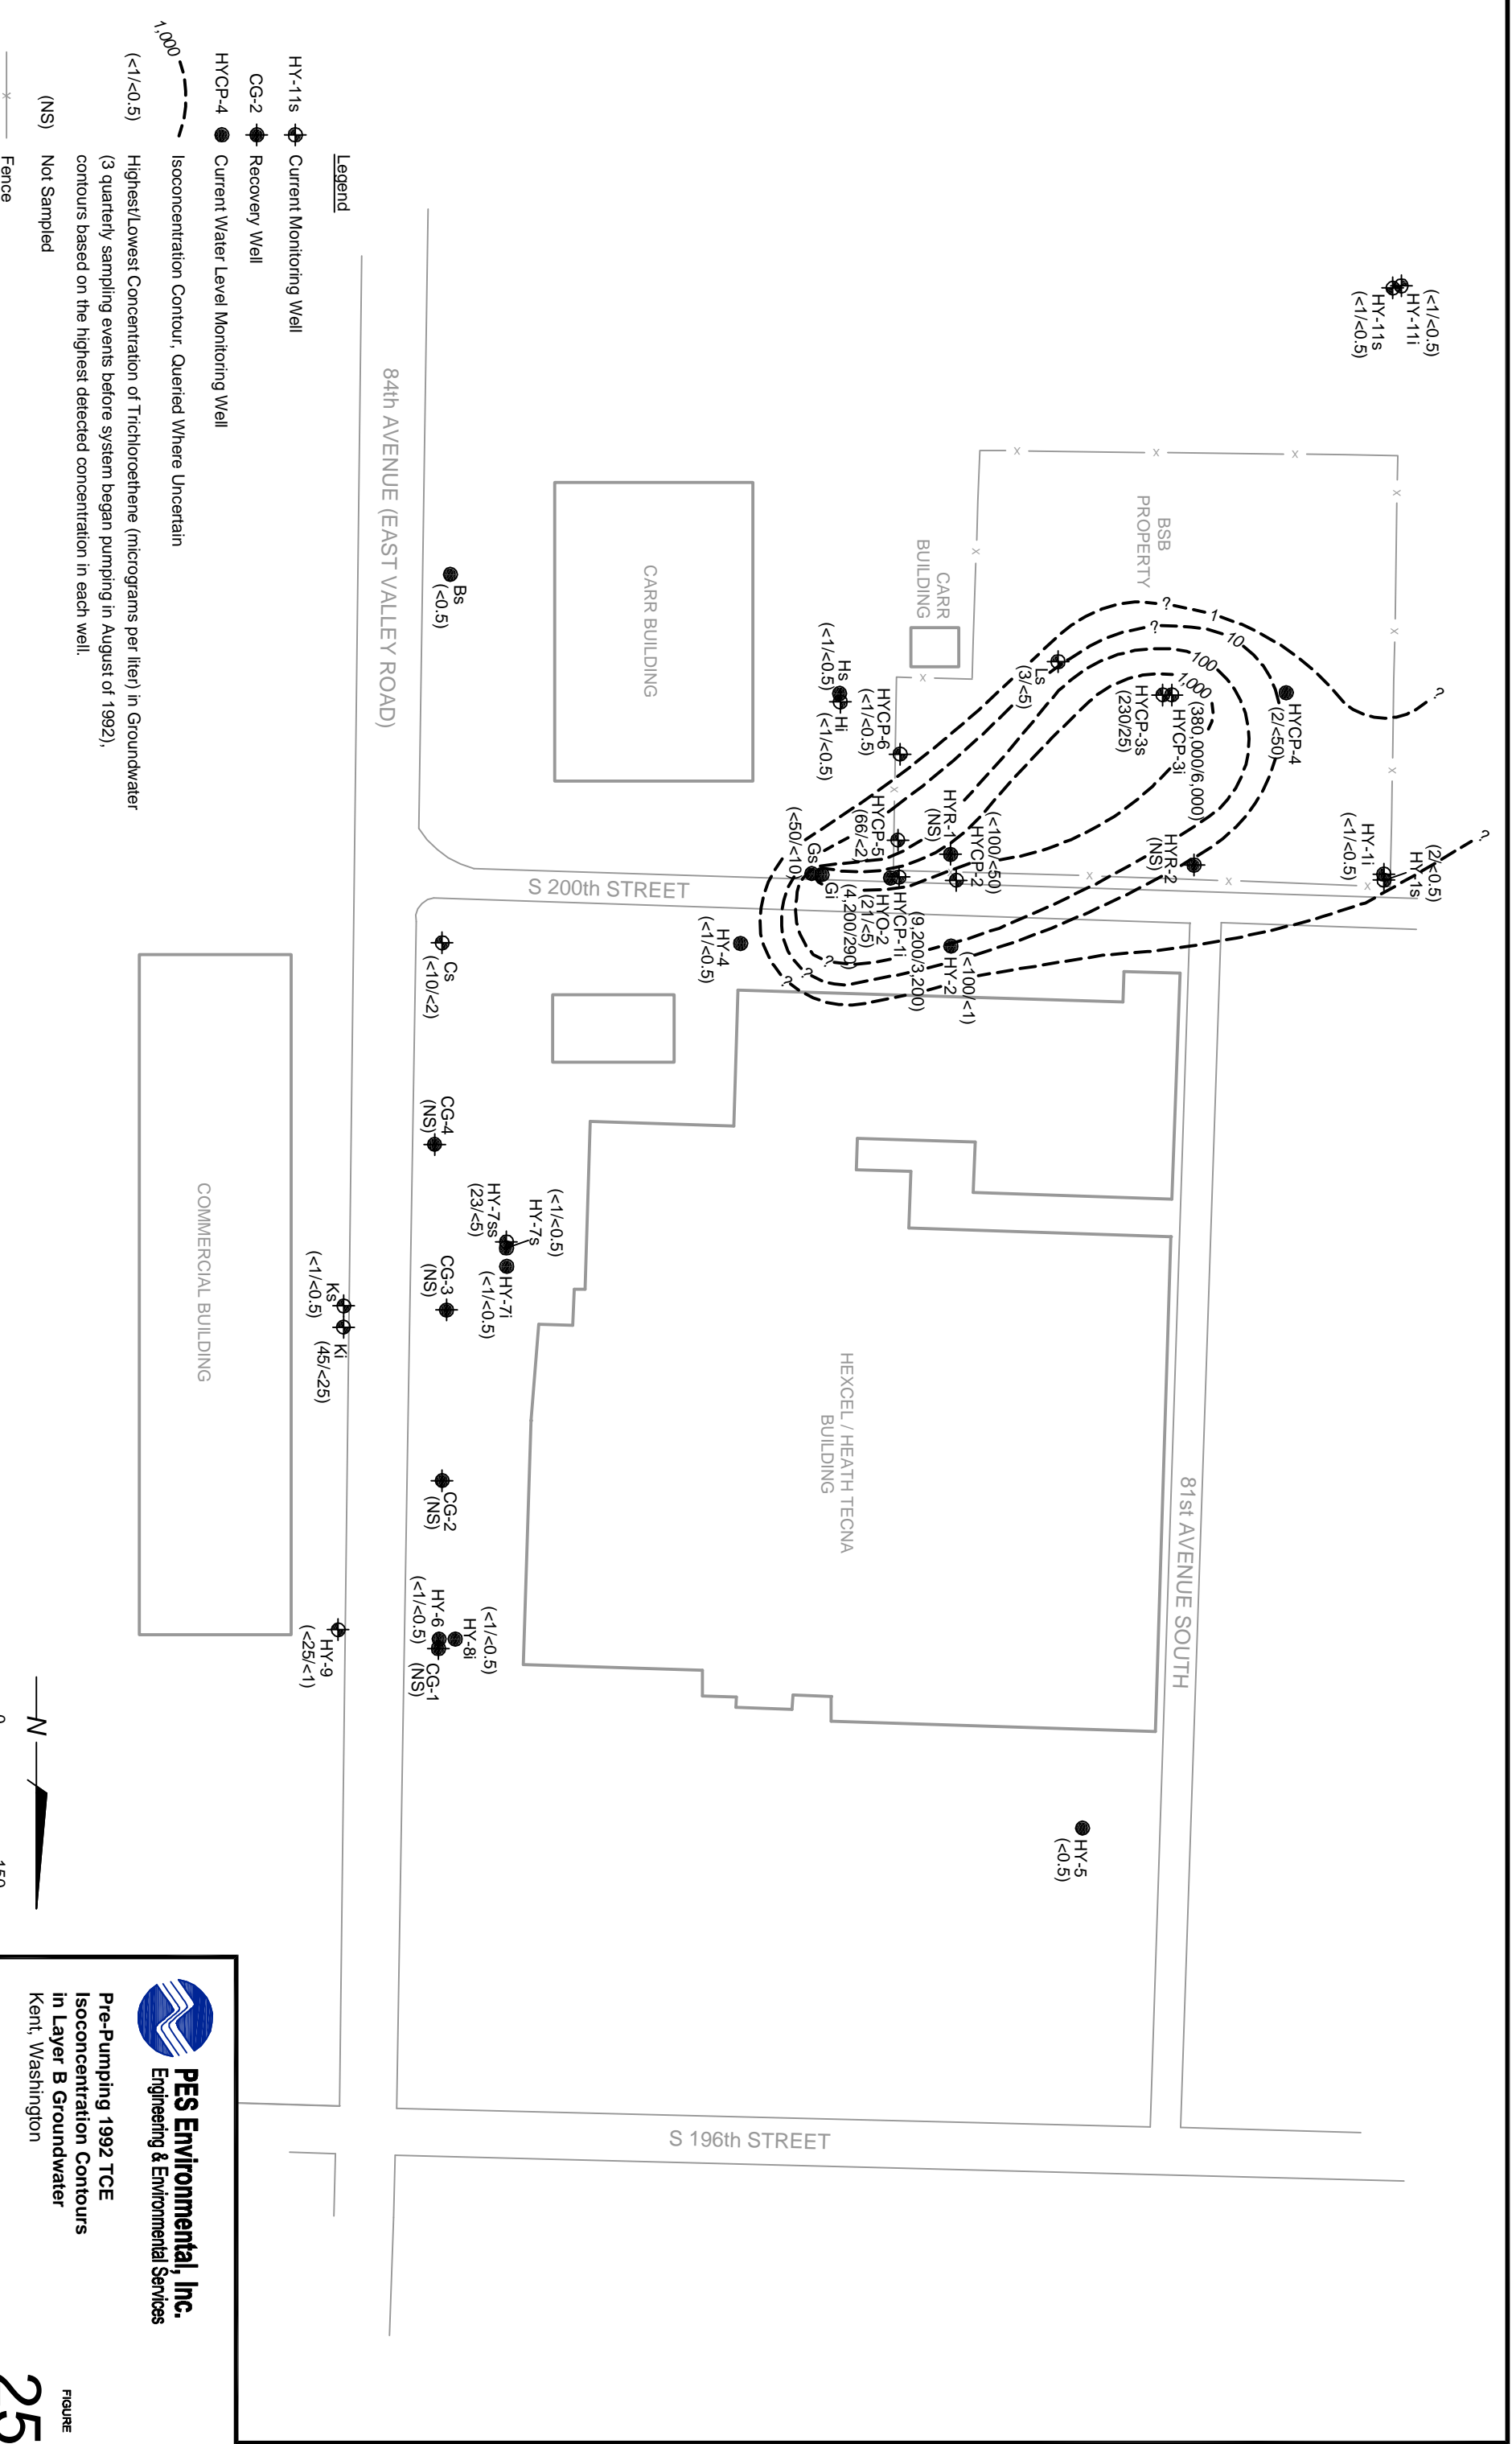 (<1/<0.5)
HY-11i
HY-11s
(<1/<0.5)
BSB
PROPERTY
CARR
BUILDING
CARR BUILDING
84th AVENUE (EAST VALLEY ROAD)
Bs
(<0.5)
?
1
?
10
100
1,000
?
?
HYCP-4
(2/<50)
(380,000/6,000)
HYCP-3i
HYCP-3s
(230/25)
Ls
(3/<5)
Hs
(<1/<0.5)
Hi
(<1/<0.5)
HYCP-6
(<1/<0.5)
(2/<0.5)
HY-1s
HY-1i
(<1/<0.5)
HYR-2
(NS)
(<100/<50)
HYCP-2
HYR-1
(NS)
HYCP-5
(66/<2)
Gs
(<50/<10)
Gi
(4,200/290)
HYO-2
(21/<5)
HYCP-1i
(9,200/3,200)
HY-2
(<100/<1)
HY-4
(<1/<0.5)
?
?
?
S 200th STREET
Cs
(<10/<2)
CG-4
(NS)
(<1/<0.5)
HY-7s
HY-7ss
(23/<5)
HY-7i
(<1/<0.5)
CG-3
(NS)
Ks
(<1/<0.5)
Ki
(45/<25)
COMMERCIAL BUILDING
HEXCEL / HEATH TECNA
BUILDING
81st AVENUE SOUTH
CG-2
(NS)
(<1/<0.5)
HY-8i
HY-6
(<1/<0.5)
CG-1
(NS)
HY-9
(<25/<1)
HY-5
(<0.5)
S 196th STREET
Legend
HY-11s Current Monitoring Well
CG-2 Recovery Well
HYCP-4 Current Water Level Monitoring Well
1,000 Isoconcentration Contour, Queried Where Uncertain
(<1/<0.5) Highest/Lowest Concentration of Trichloroethene (micrograms per liter) in Groundwater
(3 quarterly sampling events before system began pumping in August of 1992),
contours based on the highest detected concentration in each well.
(NS) Not Sampled
x Fence
N
0 150
PES Environmental, Inc.
Engineering & Environmental Services
Pre-Pumping 1992 TCE
Isoconcentration Contours
in Layer B Groundwater
Kent, Washington
FIGURE
25